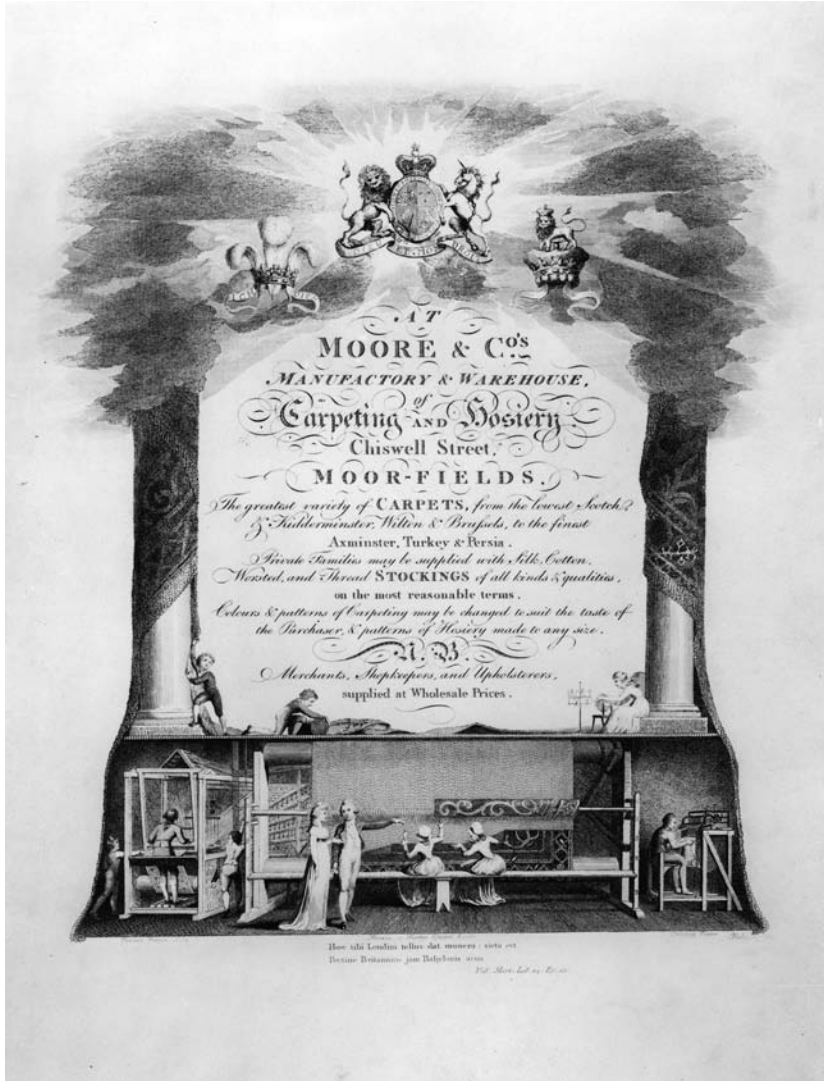 AT
MOORE & Co's
MANUFACTORY & WAREHOUSE,
of
Carpeting AND Hosiery.
Chiswell Street,
MOOR-FIELDS.
The greatest variety of CARPETS, from the lowest Scotch,
& Kidderminster, Wilton & Brussels, to the finest
Axminster, Turkey & Persia.
Private Families may be supplied with Silk, Cotton,
Worsted, and Thread STOCKINGS of all kinds & qualities,
on the most reasonable terms.
Colours & patterns of Carpeting may be changed to suit the taste of
the Purchaser, & patterns of Hosiery made to any size.
N.B.
Merchants, Shopkeepers, and Upholsterers,
supplied at Wholesale Prices.
Hæc tibi Londini tellus dat munera: victa est
Pectine Britannico jam Babylonis acus